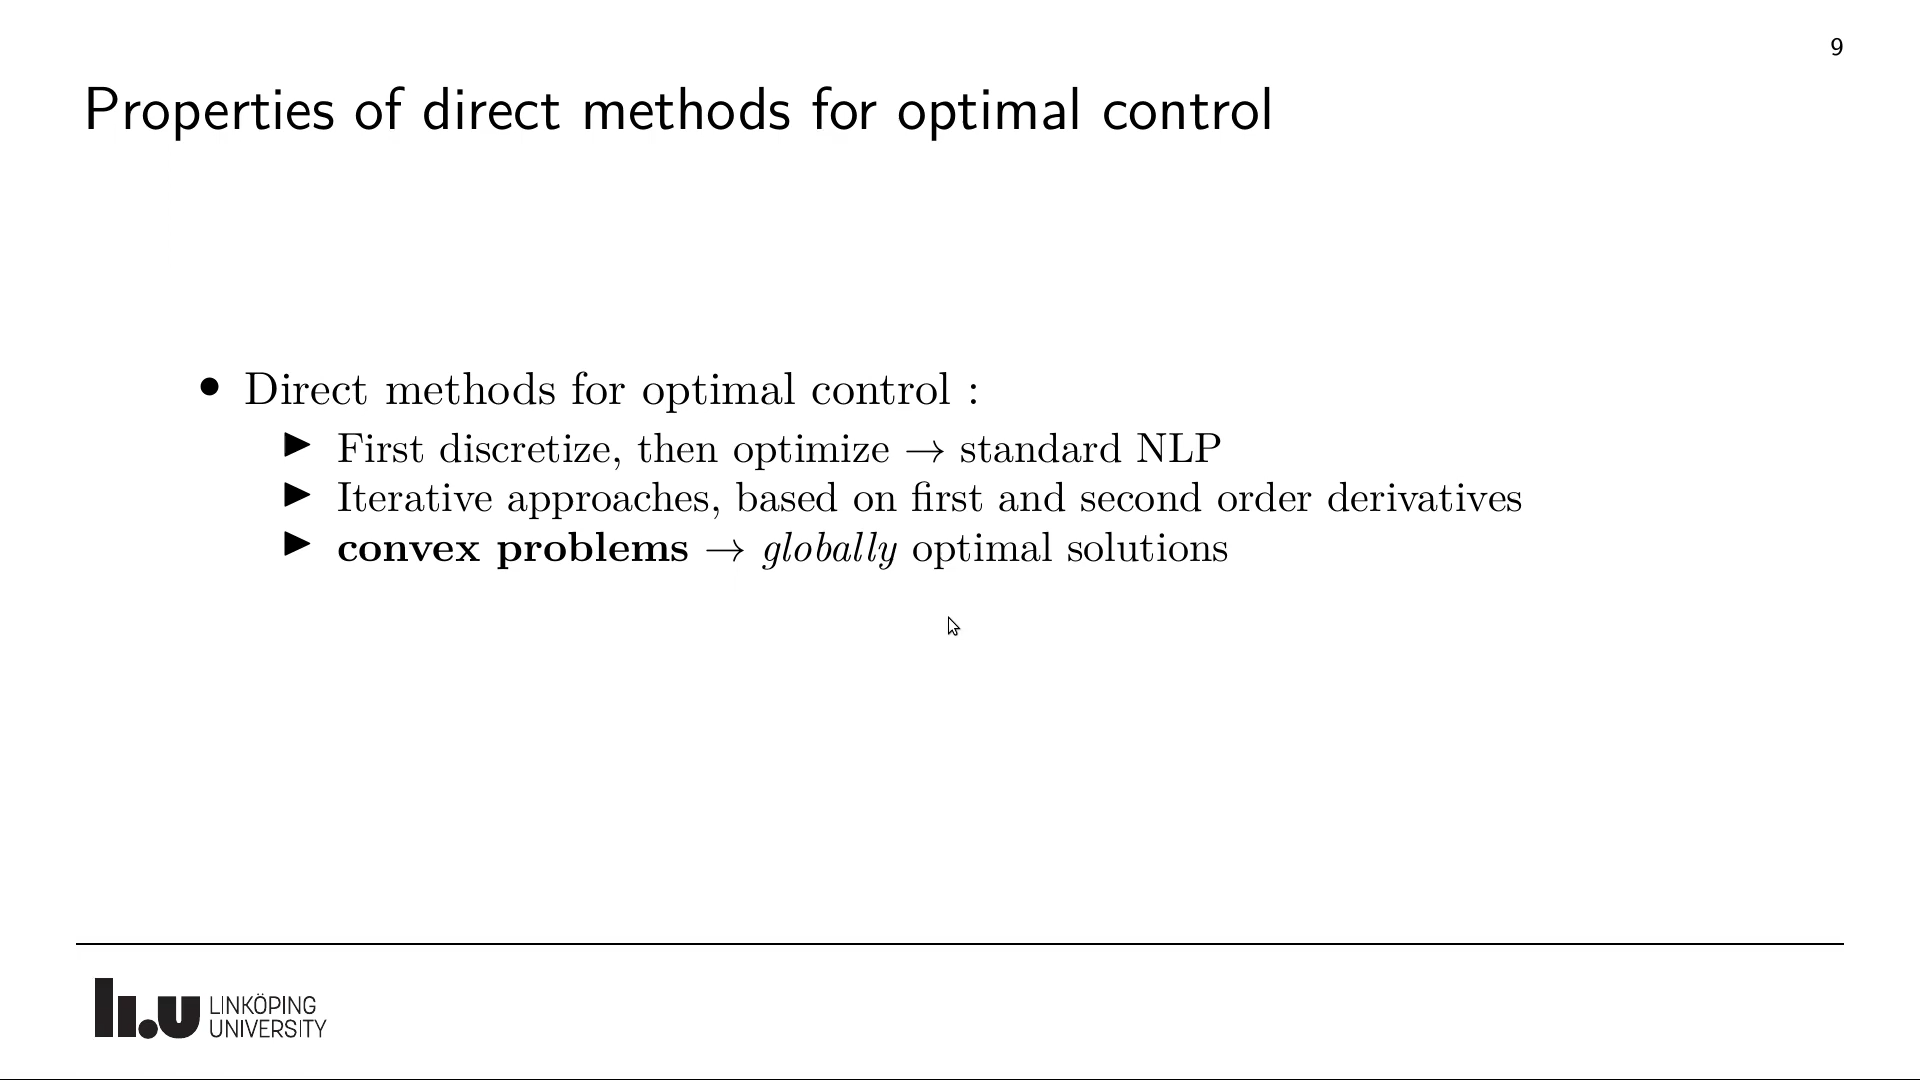 9
Properties of direct methods for optimal control
• Direct methods for optimal control :
▶ First discretize, then optimize → standard NLP
▶ Iterative approaches, based on first and second order derivatives
▶ convex problems → globally optimal solutions
li.u LINKÖPING
UNIVERSITY